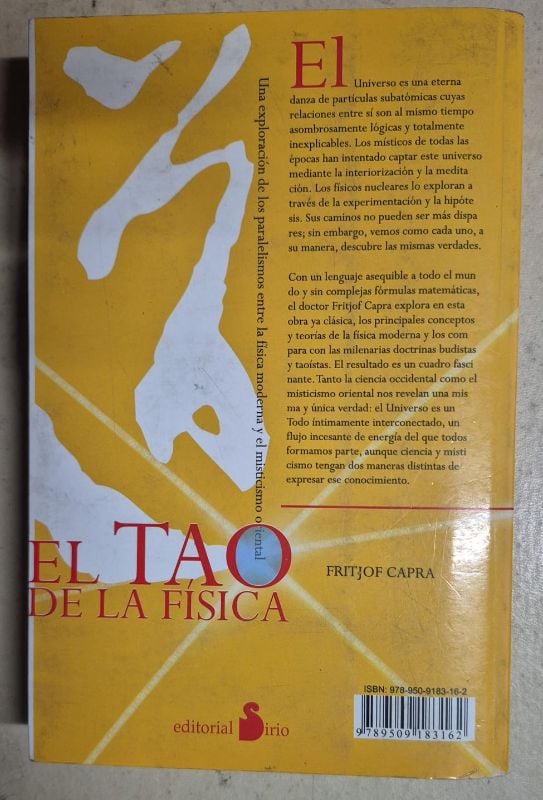 El Universo es una eterna
danza de partículas subatómicas cuyas
relaciones entre sí son al mismo tiempo
asombrosamente lógicas y totalmente
inexplicables. Los místicos de todas las
épocas han intentado captar este universo
mediante la interiorización y la medita
ción. Los físicos nucleares lo exploran a
través de la experimentación y la hipóte
sis. Sus caminos no pueden ser más dispa
res; sin embargo, vemos como cada uno, a
su manera, descubre las mismas verdades.
Con un lenguaje asequible a todo el mun
do y sin complejas fórmulas matemáticas,
el doctor Fritjof Capra explora en esta
obra ya clásica, los principales conceptos
y teorías de la física moderna y los com
para con las milenarias doctrinas budistas
y taoístas. El resultado es un cuadro fasci
nante. Tanto la ciencia occidental como el
misticismo oriental nos revelan una mis
ma y única verdad: el Universo es un
Todo íntimamente interconectado, un
flujo incesante de energía del que todos
formamos parte, aunque ciencia y misti
cismo tengan dos maneras distintas de
expresar ese conocimiento.
Una exploración de los paralelismos entre la física moderna y el misticismo oriental
EL TAO
DE LA FÍSICA
FRITJOF CAPRA
editorial Sirio
ISBN: 978-950-9183-16-2
9 789509 183162